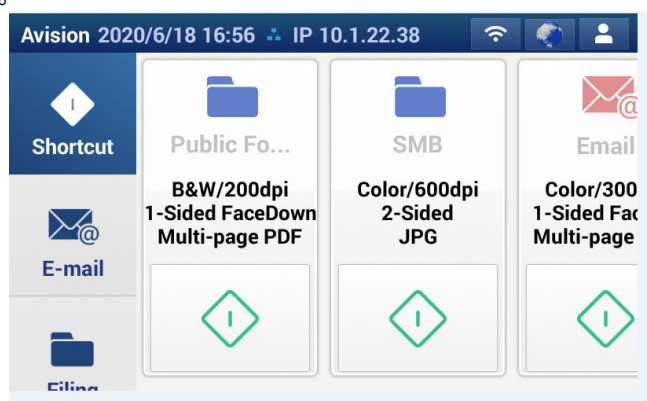 Avision 2020/6/18 16:56 IP 10.1.22.38
Shortcut
E-mail
Filing
Public Fo...
B&W/200dpi
1-Sided FaceDown
Multi-page PDF
SMB
Color/600dpi
2-Sided
JPG
Email
Color/300
1-Sided Fac
Multi-page